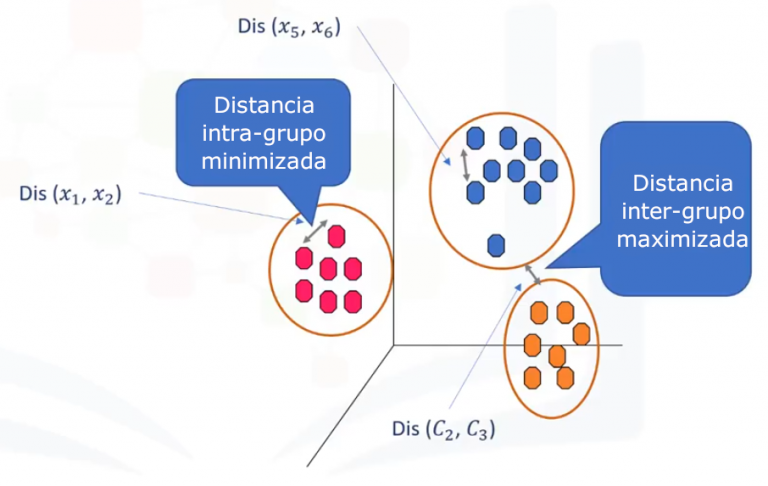 Dis (x₅, x₆)
Distancia
intra-grupo
minimizada
Dis (x₁, x₂)
Distancia
inter-grupo
maximizada
Dis (C₂, C₃)